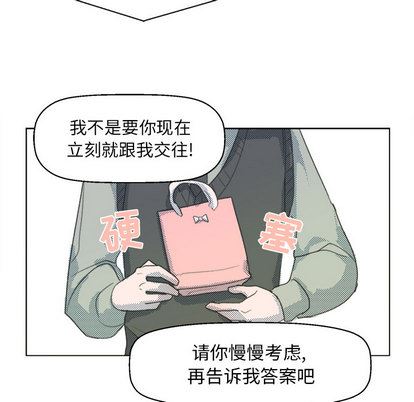 我不是要你现在
立刻就跟我交往!
硬 塞
请你慢慢考虑,
再告诉我答案吧